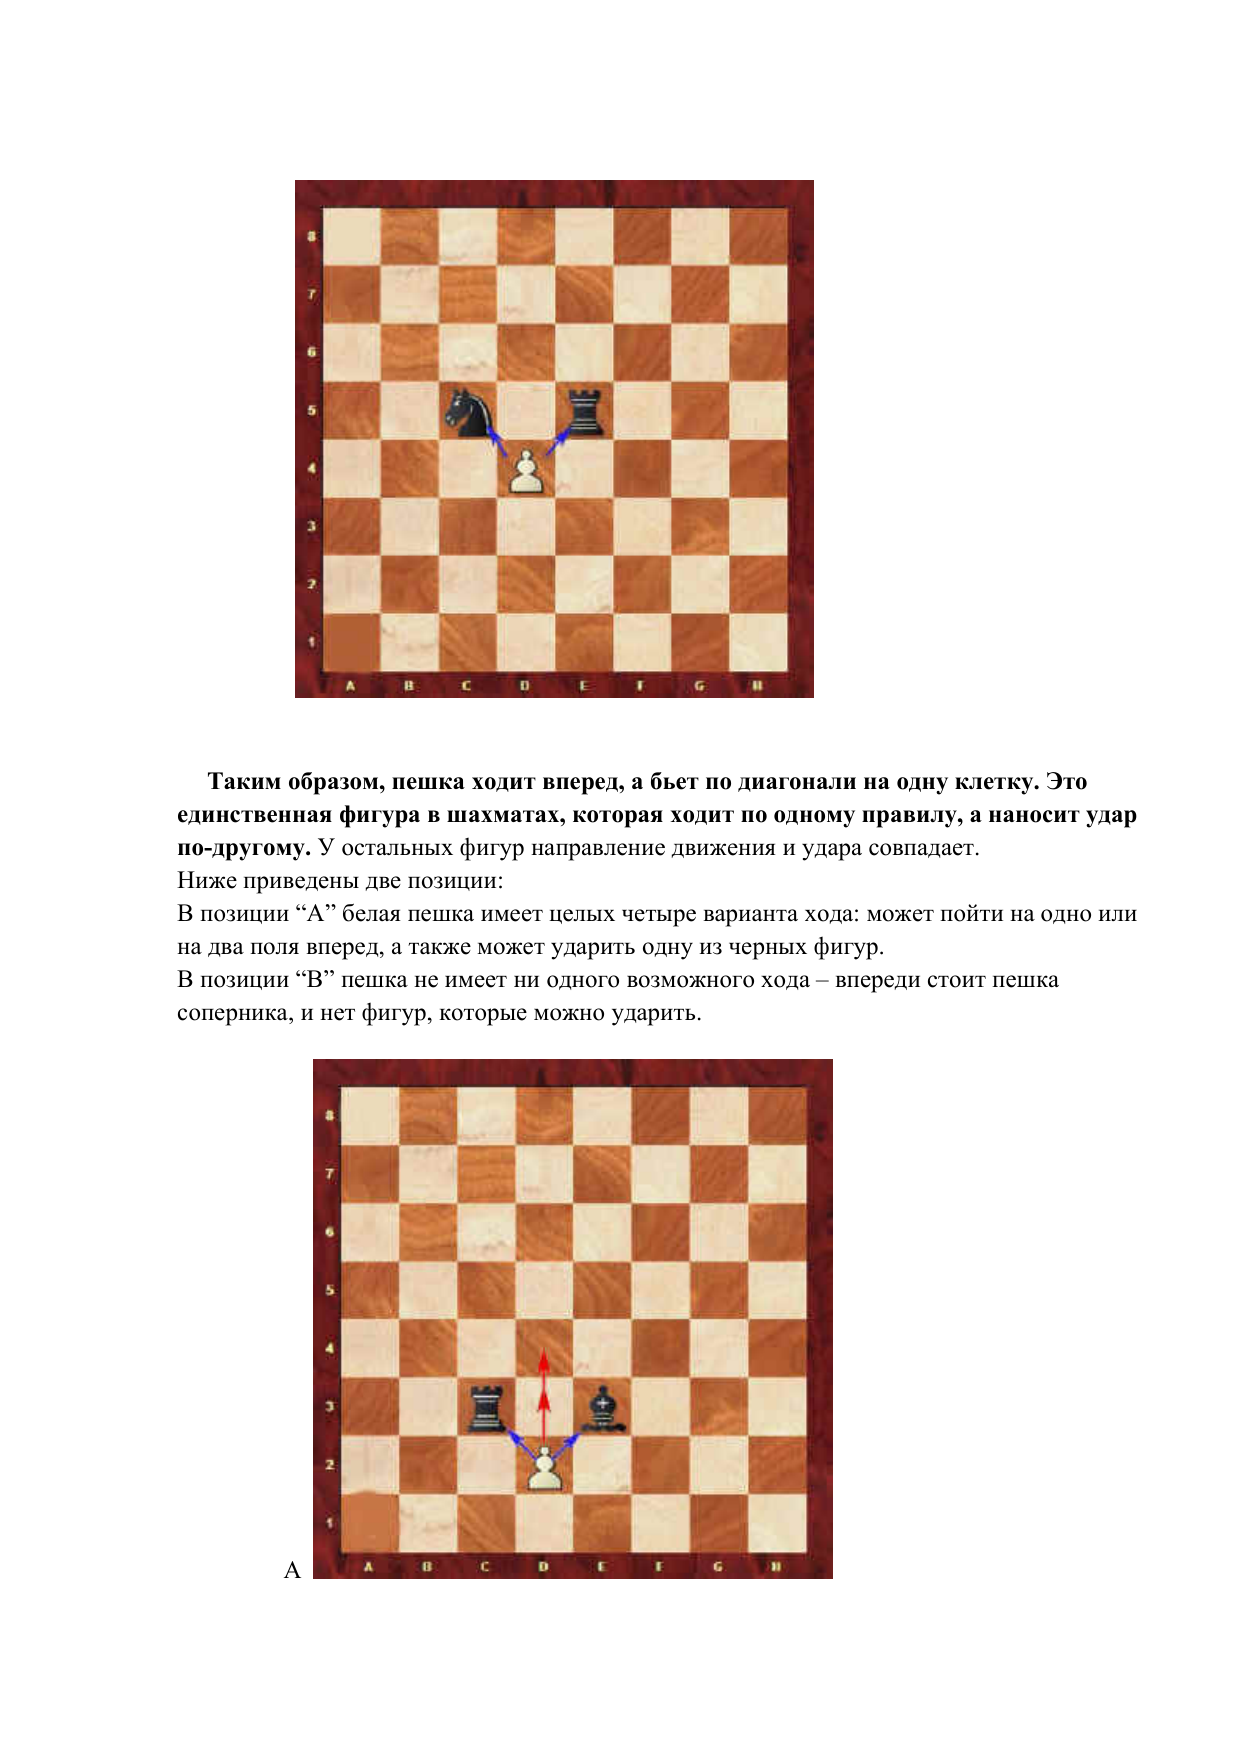 8
7
6
5
4
3
2
1
A B C D E F G H
Таким образом, пешка ходит вперед, а бьет по диагонали на одну клетку. Это
единственная фигура в шахматах, которая ходит по одному правилу, а наносит удар
по-другому. У остальных фигур направление движения и удара совпадает.
Ниже приведены две позиции:
В позиции “A” белая пешка имеет целых четыре варианта хода: может пойти на одно или
на два поля вперед, а также может ударить одну из черных фигур.
В позиции “B” пешка не имеет ни одного возможного хода – впереди стоит пешка
соперника, и нет фигур, которые можно ударить.
8
7
6
5
4
3
2
1
A B C D E F G H
A